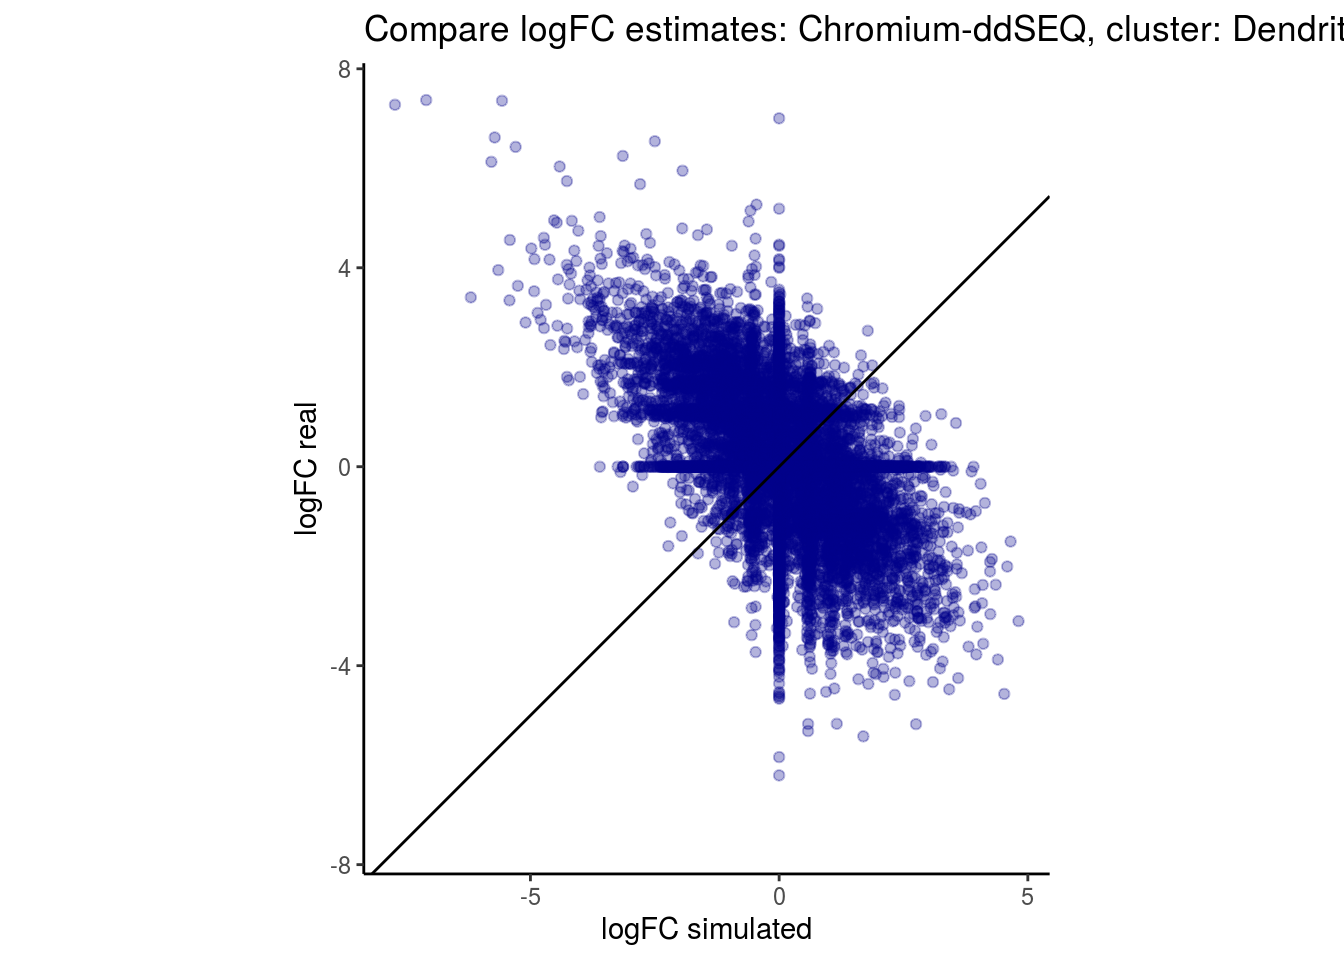 Compare logFC estimates: Chromium-ddSEQ, cluster: Dendrit
8
4
0
-4
-8
logFC real
-5
0
5
logFC simulated